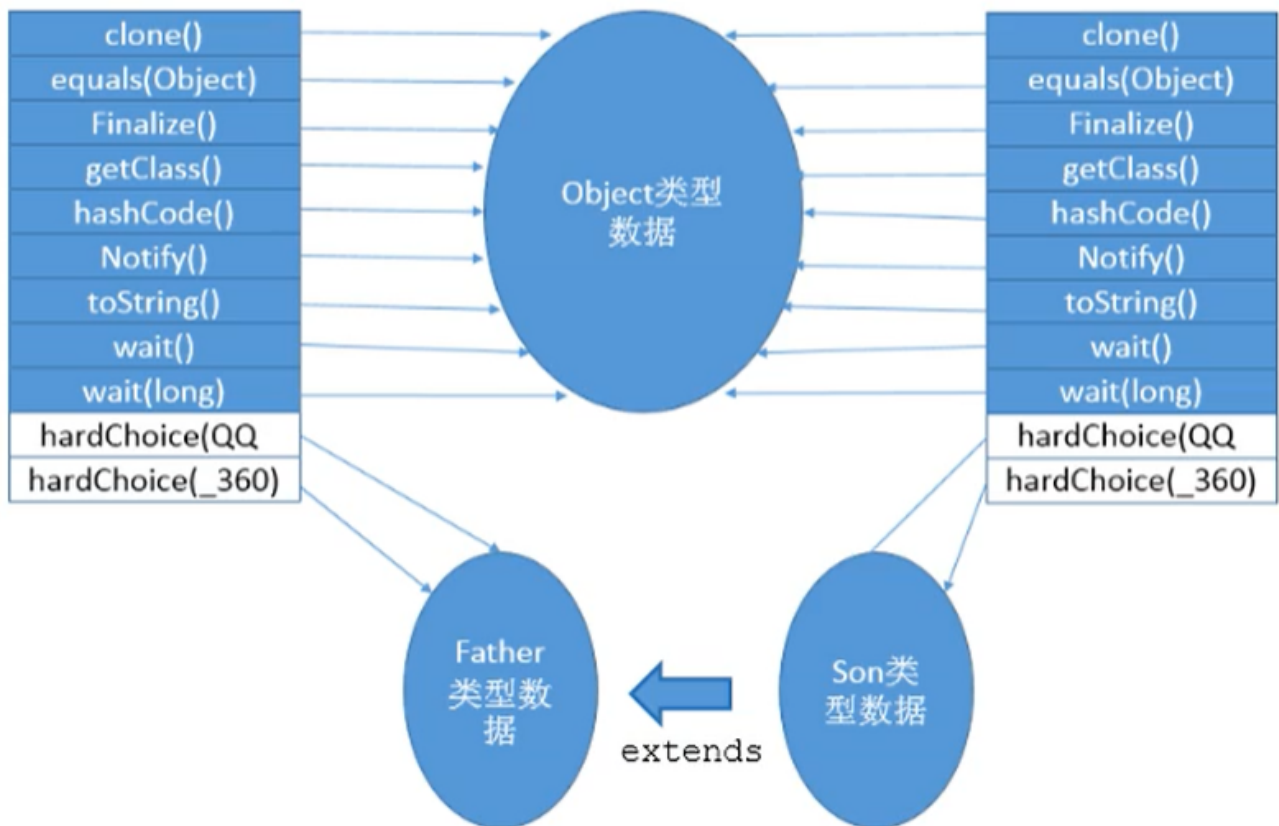 clone()
equals(Object)
Finalize()
getClass()
hashCode()
Notify()
toString()
wait()
wait(long)
hardChoice(QQ
hardChoice(_360)
Object类型
数据
clone()
equals(Object)
Finalize()
getClass()
hashCode()
Notify()
toString()
wait()
wait(long)
hardChoice(QQ
hardChoice(_360)
Father
类型数
据
extends
Son类
型数据